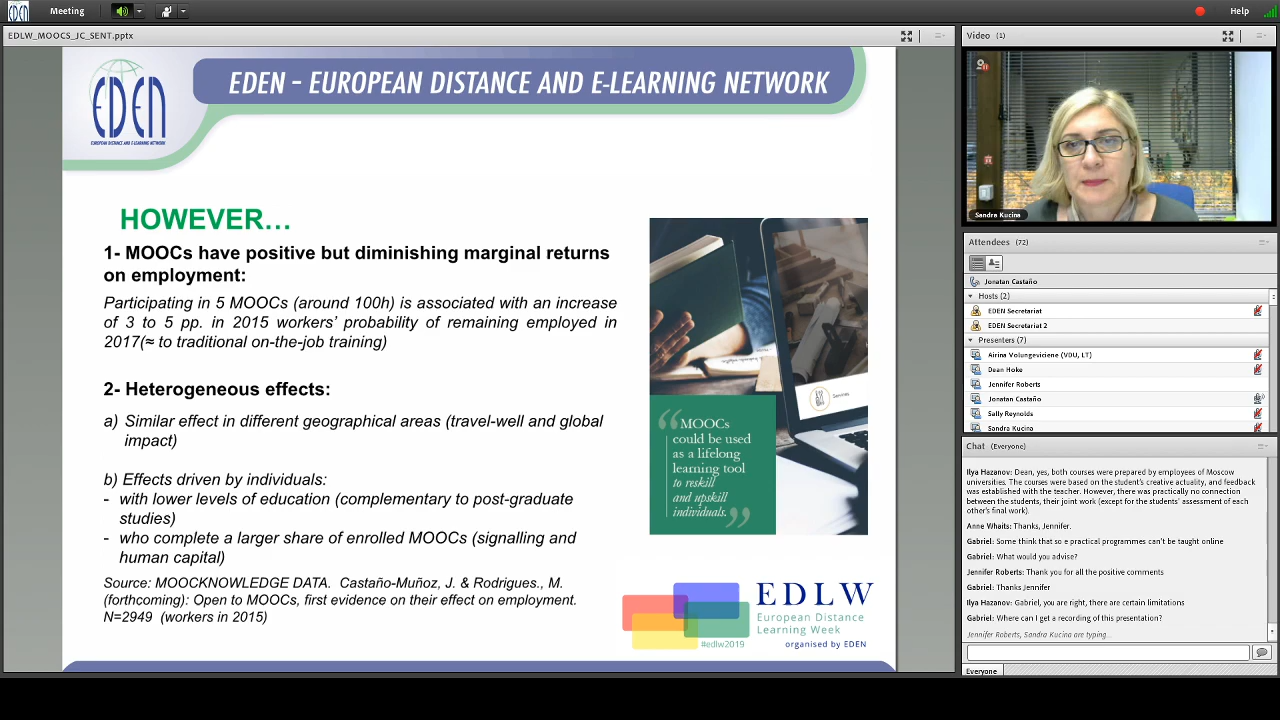 Meeting
Help
EDLW_MOOCS_JC_SENT.pptx
EDEN
EUROPEAN DISTANCE AND E-LEARNING NETWORK
EDEN – EUROPEAN DISTANCE AND E-LEARNING NETWORK
HOWEVER…
1- MOOCs have positive but diminishing marginal returns
on employment:
Participating in 5 MOOCs (around 100h) is associated with an increase
of 3 to 5 pp. in 2015 workers' probability of remaining employed in
2017(≈ to traditional on-the-job training)
2- Heterogeneous effects:
a) Similar effect in different geographical areas (travel-well and global
impact)
b) Effects driven by individuals:
- with lower levels of education (complementary to post-graduate
studies)
- who complete a larger share of enrolled MOOCs (signalling and
human capital)
Source: MOOCKNOWLEDGE DATA. Castaño-Muñoz, J. & Rodrigues., M.
(forthcoming): Open to MOOCs, first evidence on their effect on employment.
N=2949 (workers in 2015)
Services
“MOOCs
could be used
as a lifelong
learning tool
to reskill
and upskill
individuals.”
EDLW
European Distance
Learning Week
#edlw2019 organised by EDEN
Video (1)
Sandra Kucina
Attendees (72)
Jonatan Castaño
Hosts (2)
EDEN Secretariat
EDEN Secretariat 2
Presenters (7)
Airina Volungeviciene (VDU, LT)
Dean Hoke
Jennifer Roberts
Jonatan Castaño
Sally Reynolds
Sandra Kucina
Chat (Everyone)
Ilya Hazanov: Dean, yes, both courses were prepared by employees of Moscow
universities. The courses were based on the student's creative actuality, and feedback
was established with the teacher. However, there was practically no connection
between the students, their joint work (except for the students' assessment of each
other's final work).
Anne Whaits: Thanks, Jennifer.
Gabriel: Some think that so e practical programmes can't be taught online
Gabriel: What would you advise?
Jennifer Roberts: Thank you for all the positive comments
Gabriel: Thanks Jennifer
Ilya Hazanov: Gabriel, you are right, there are certain limitations
Gabriel: Where can I get a recording of this presentation?
Jennifer Roberts, Sandra Kucina are typing...
Everyone